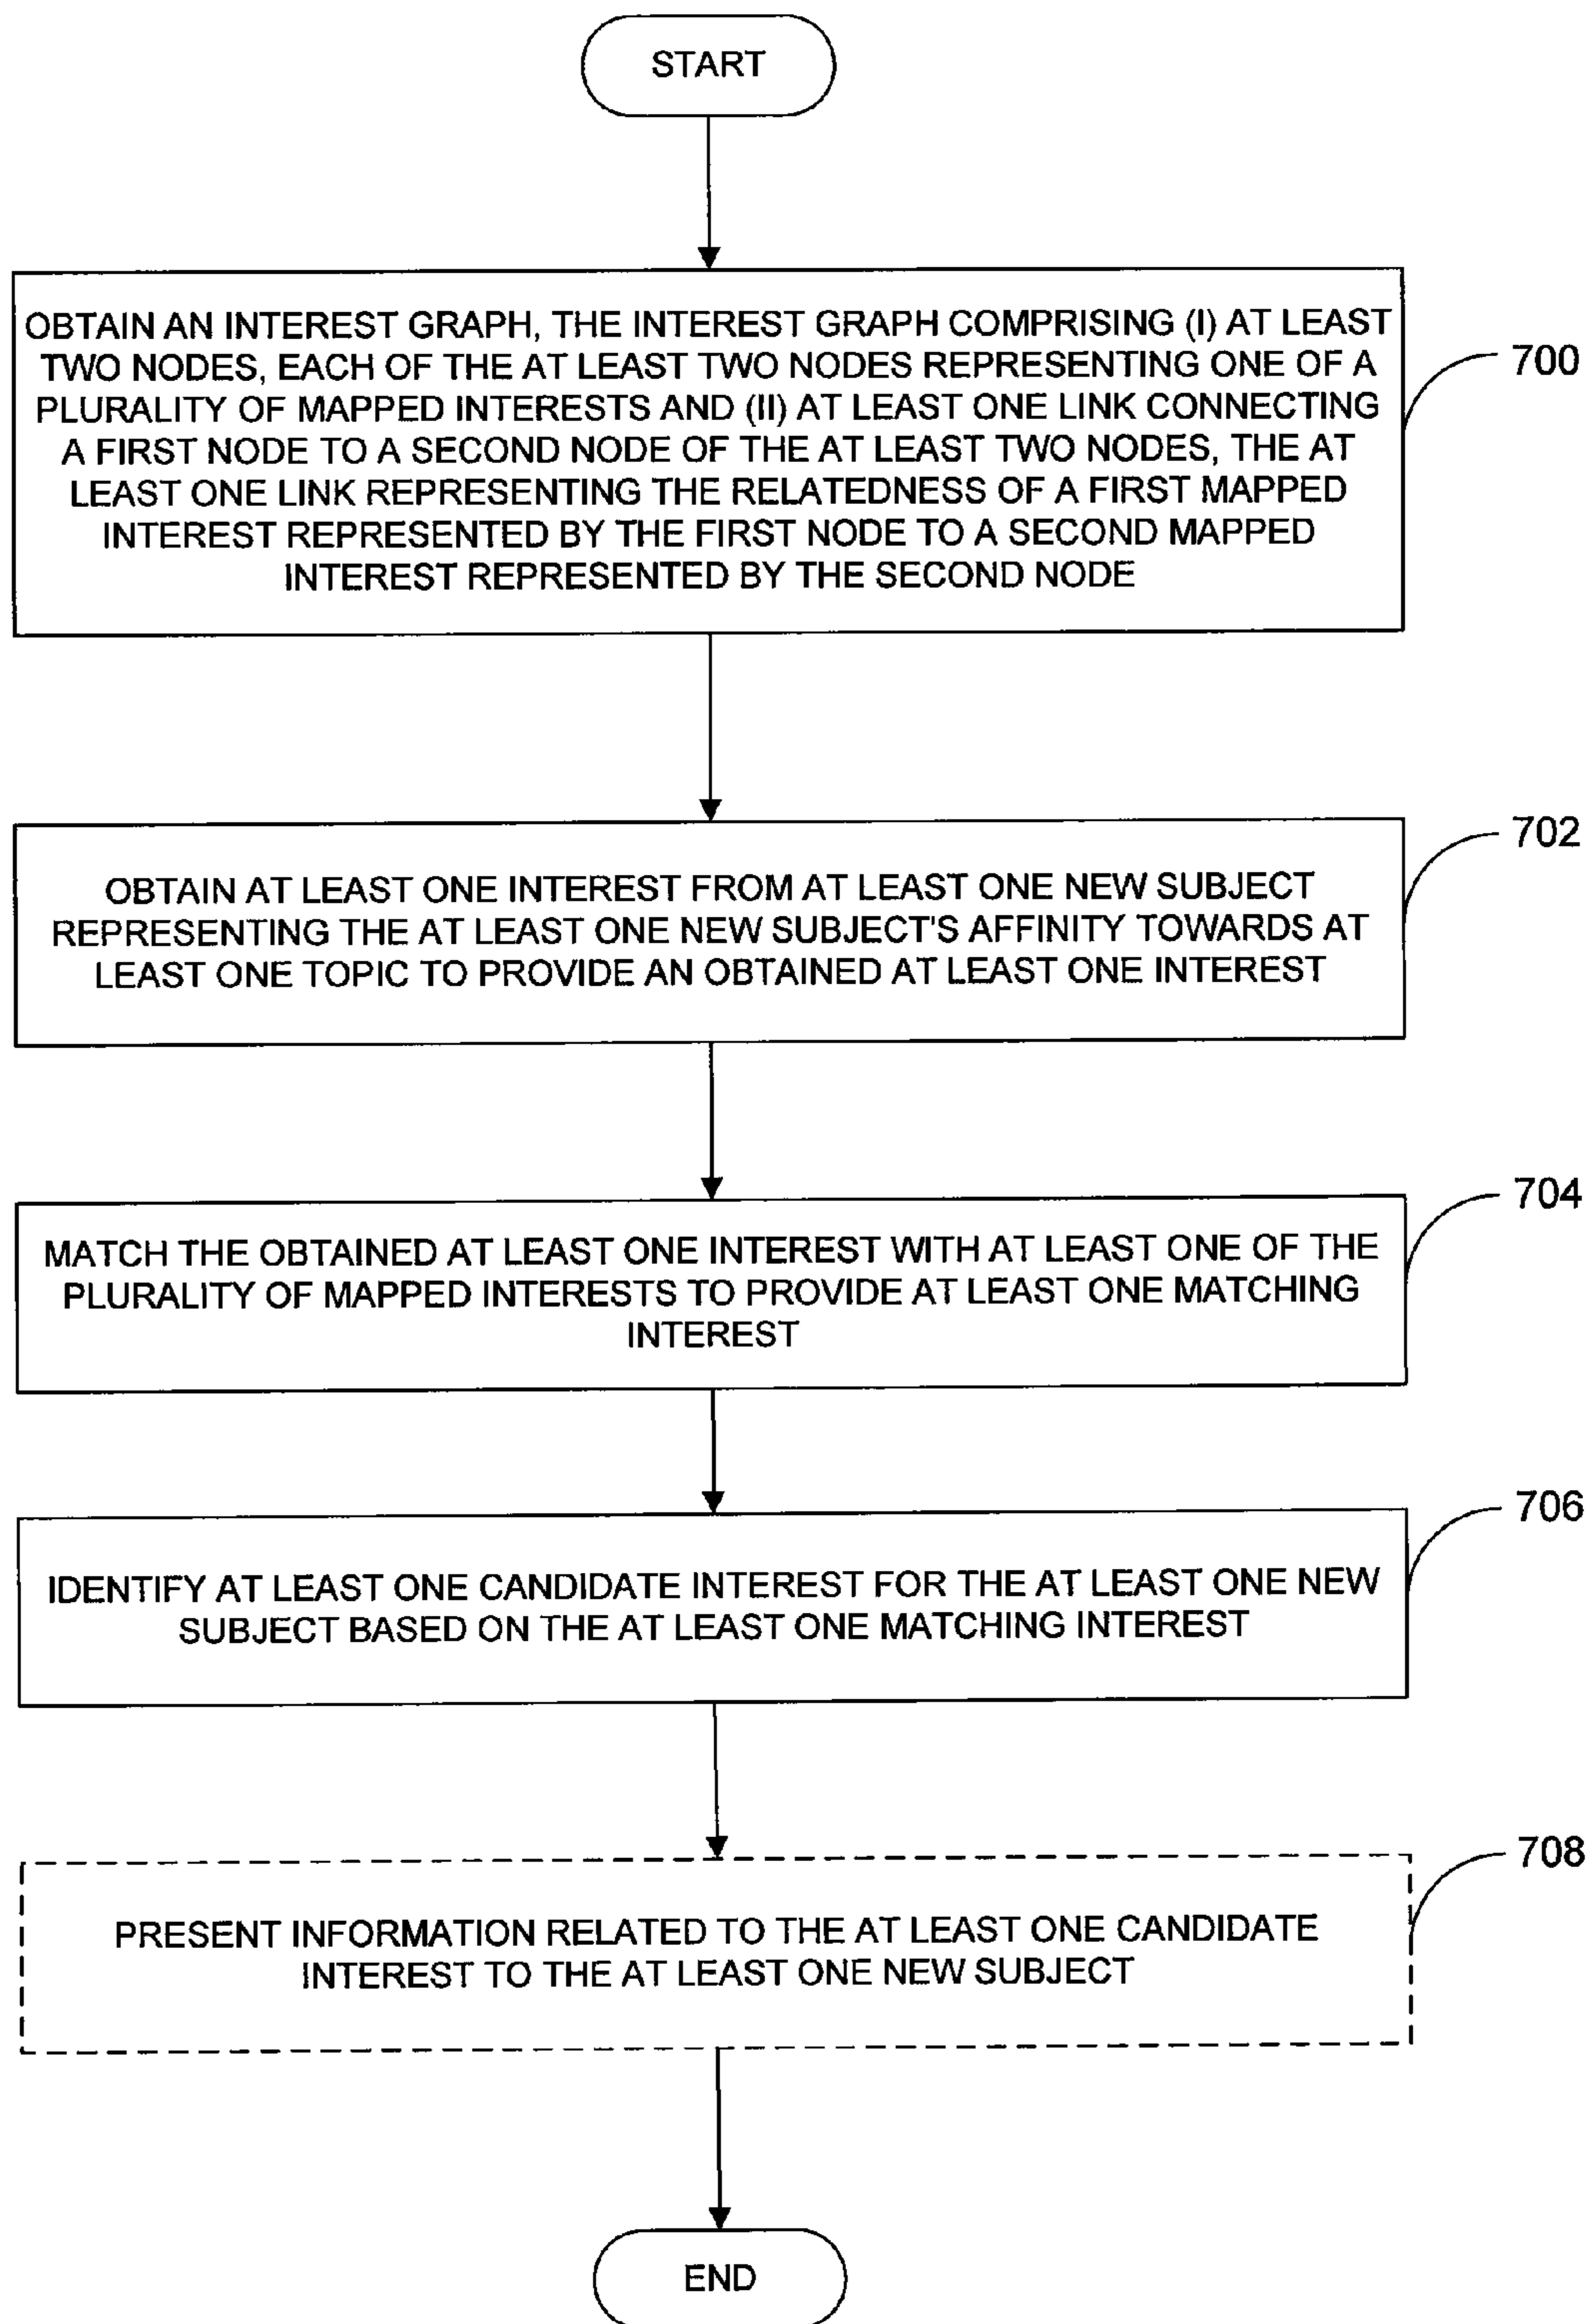 START
OBTAIN AN INTEREST GRAPH, THE INTEREST GRAPH COMPRISING (I) AT LEAST
TWO NODES, EACH OF THE AT LEAST TWO NODES REPRESENTING ONE OF A
PLURALITY OF MAPPED INTERESTS AND (II) AT LEAST ONE LINK CONNECTING
A FIRST NODE TO A SECOND NODE OF THE AT LEAST TWO NODES, THE AT
LEAST ONE LINK REPRESENTING THE RELATEDNESS OF A FIRST MAPPED
INTEREST REPRESENTED BY THE FIRST NODE TO A SECOND MAPPED
INTEREST REPRESENTED BY THE SECOND NODE
700
OBTAIN AT LEAST ONE INTEREST FROM AT LEAST ONE NEW SUBJECT
REPRESENTING THE AT LEAST ONE NEW SUBJECT'S AFFINITY TOWARDS AT
LEAST ONE TOPIC TO PROVIDE AN OBTAINED AT LEAST ONE INTEREST
702
MATCH THE OBTAINED AT LEAST ONE INTEREST WITH AT LEAST ONE OF THE
PLURALITY OF MAPPED INTERESTS TO PROVIDE AT LEAST ONE MATCHING
INTEREST
704
IDENTIFY AT LEAST ONE CANDIDATE INTEREST FOR THE AT LEAST ONE NEW
SUBJECT BASED ON THE AT LEAST ONE MATCHING INTEREST
706
PRESENT INFORMATION RELATED TO THE AT LEAST ONE CANDIDATE
INTEREST TO THE AT LEAST ONE NEW SUBJECT
708
END